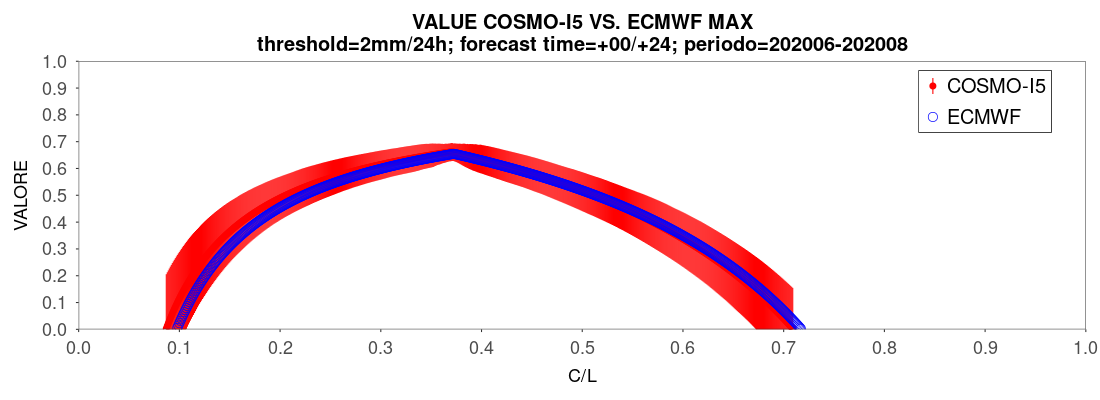 VALUE COSMO-I5 VS. ECMWF MAX
threshold=2mm/24h; forecast time=+00/+24; periodo=202006-202008
COSMO-I5
ECMWF
VALORE
1.0
0.9
0.8
0.7
0.6
0.5
0.4
0.3
0.2
0.1
0.0
0.0 0.1 0.2 0.3 0.4 0.5 0.6 0.7 0.8 0.9 1.0
C/L